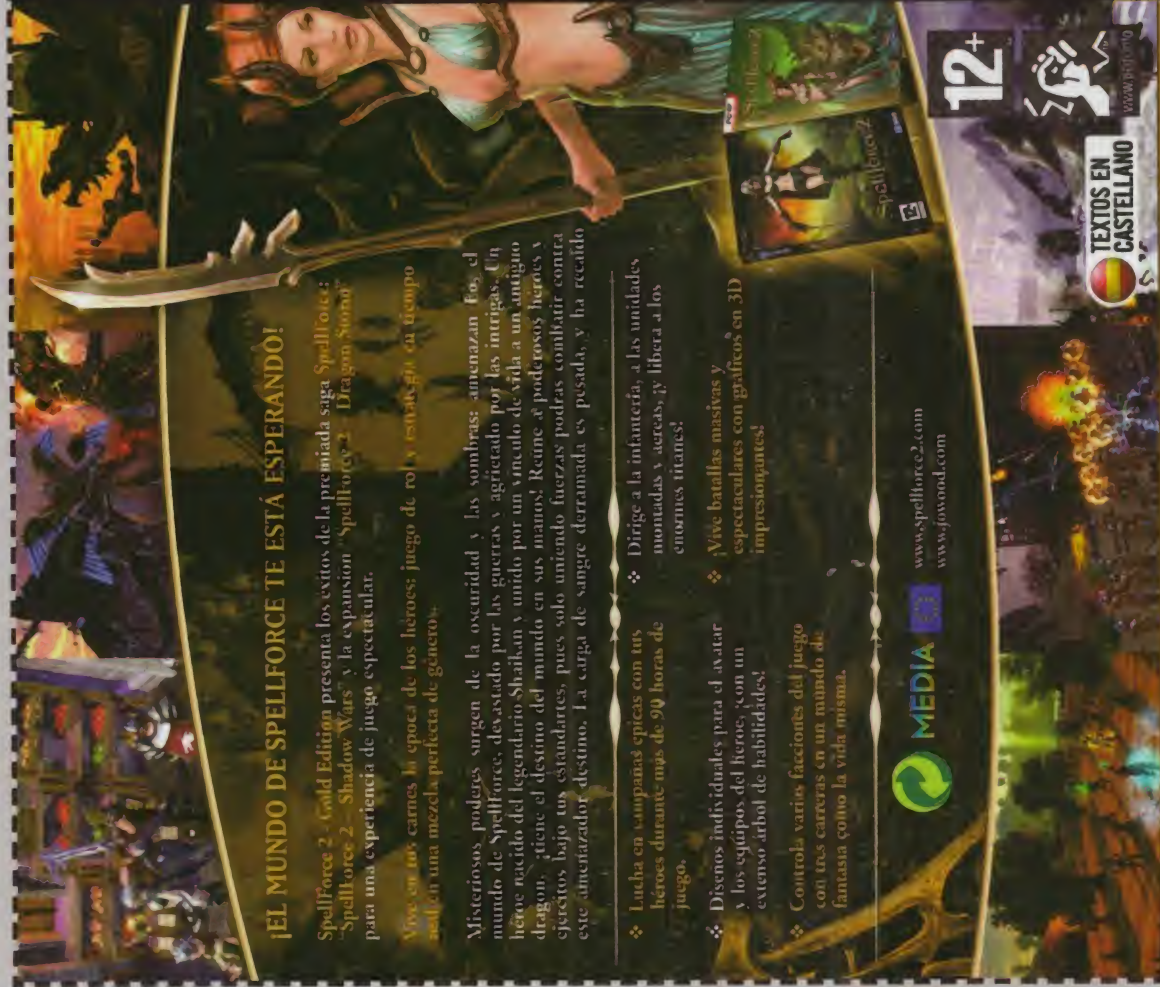 ¡EL MUNDO DE SPELLFORCE TE ESTÁ ESPERANDO!
SpellForce 2 - Gold Edition presenta los éxitos de la premiada saga SpellForce:
"SpellForce 2 - Shadow Wars" y la expansión "SpellForce 2 - Dragon Storm"
para una experiencia de juego espectacular.
Vive en tus carnes la época de los héroes: juego de rol y estrategia en tiempo
real en una mezcla perfecta de géneros.
Misteriosos poderes surgen de la oscuridad y las sombras: amenazan Eo, el
mundo de SpellForce, devastado por las guerras y agrietado por las intrigas. Un
héroe nacido del legendario Shaikan y unido por un vínculo de vida a un antiguo
dragón, ¡tiene el destino del mundo en sus manos! Reúne a poderosos héroes y
ejércitos bajo tus estandartes, pues solo uniendo fuerzas podrás combatir contra
este amenazador destino. La carga de sangre derramada es pesada, y ha recaído
Lucha en campañas épicas con tus
héroes durante más de 90 horas de
juego.
Diseños individuales para el avatar
y los equipos del héroe, ¡con un
extenso árbol de habilidades!
Controla varias facciones del juego
con tres carreras en un mundo de
fantasía como la vida misma.
Dirige a la infantería, a las unidades
montadas y aéreas, ¡y libera a los
enormes titanes!
¡Vive batallas masivas y
espectaculares con gráficos en 3D
impresionantes!
MEDIA
www.spellforce2.com
www.jowood.com
SpellForce 2
SpellForce 2
TEXTOS EN
CASTELLANO
12+
www.pegi.info